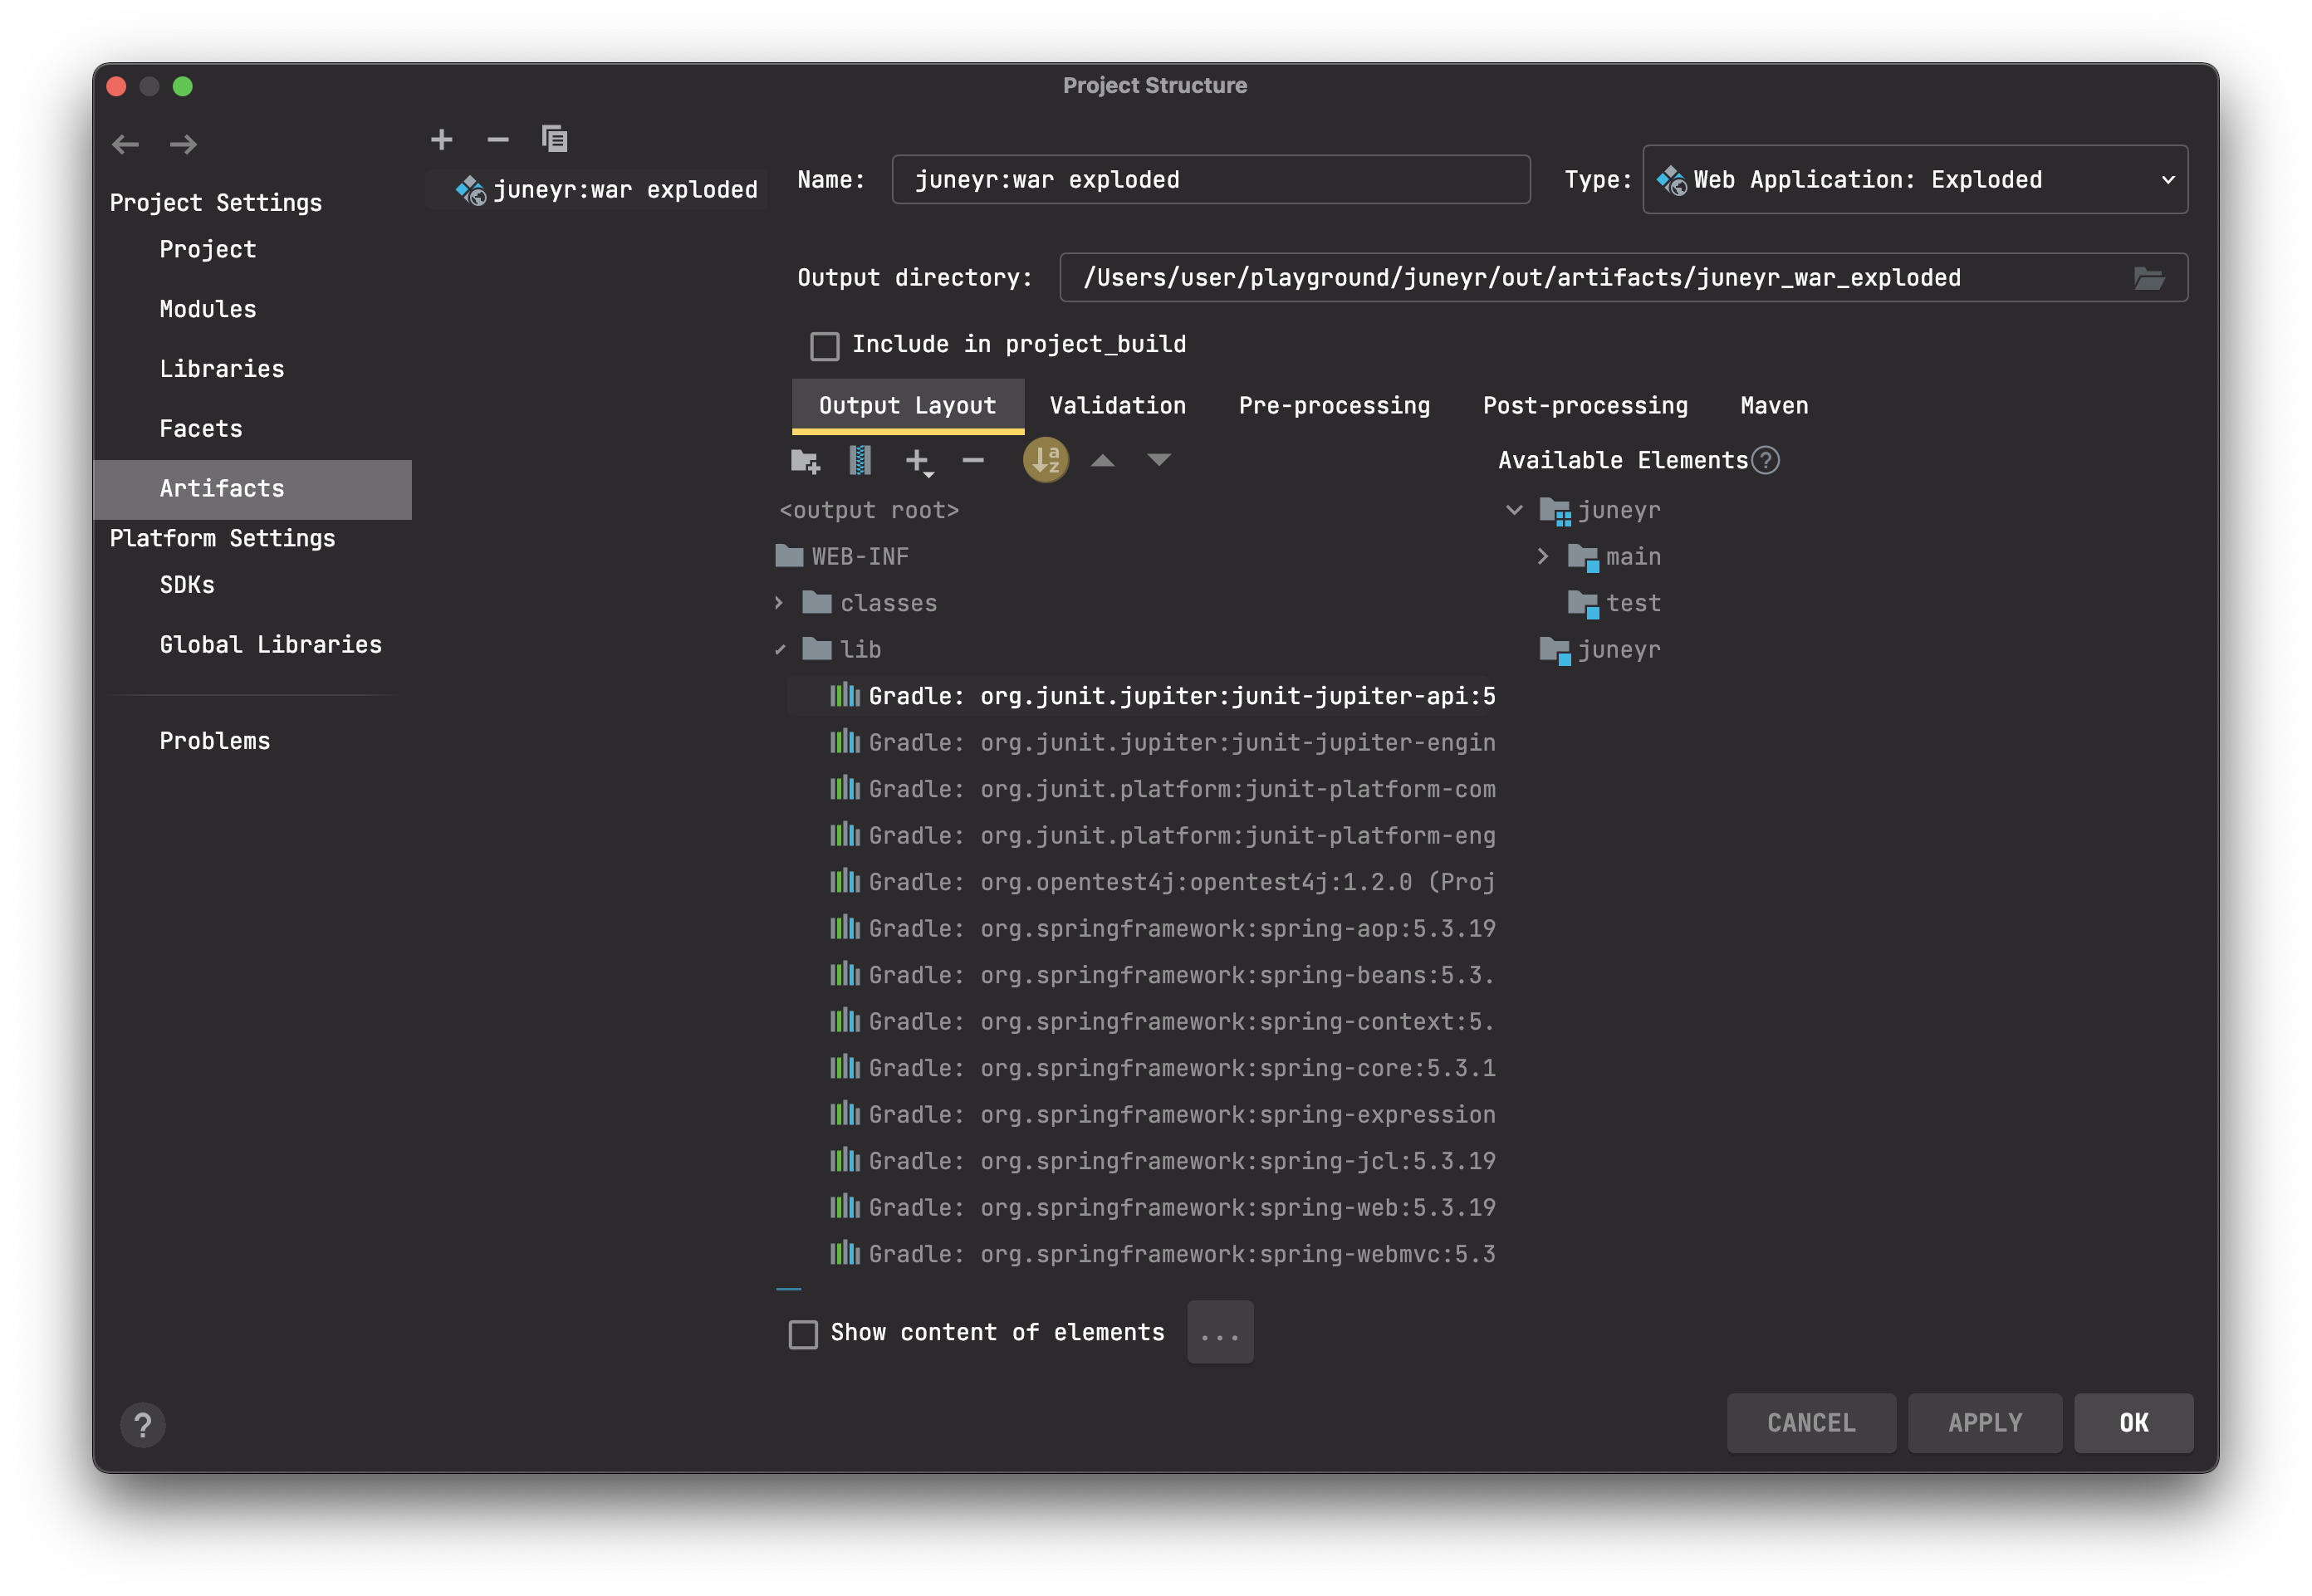 Project Structure
Project Settings
Project
Modules
Libraries
Facets
Artifacts
Platform Settings
SDKs
Global Libraries
Problems
juneyr:war exploded
Name: juneyr:war exploded Type: Web Application: Exploded
Output directory: /Users/user/playground/juneyr/out/artifacts/juneyr_war_exploded
Include in project_build
Output Layout Validation Pre-processing Post-processing Maven
a
z
<output root>
WEB-INF
classes
lib
Gradle: org.junit.jupiter:junit-jupiter-api:5
Gradle: org.junit.jupiter:junit-jupiter-engin
Gradle: org.junit.platform:junit-platform-com
Gradle: org.junit.platform:junit-platform-eng
Gradle: org.opentest4j:opentest4j:1.2.0 (Proj
Gradle: org.springframework:spring-aop:5.3.19
Gradle: org.springframework:spring-beans:5.3.
Gradle: org.springframework:spring-context:5.
Gradle: org.springframework:spring-core:5.3.1
Gradle: org.springframework:spring-expression
Gradle: org.springframework:spring-jcl:5.3.19
Gradle: org.springframework:spring-web:5.3.19
Gradle: org.springframework:spring-webmvc:5.3
Available Elements ?
juneyr
main
test
juneyr
Show content of elements ...
?
CANCEL APPLY OK